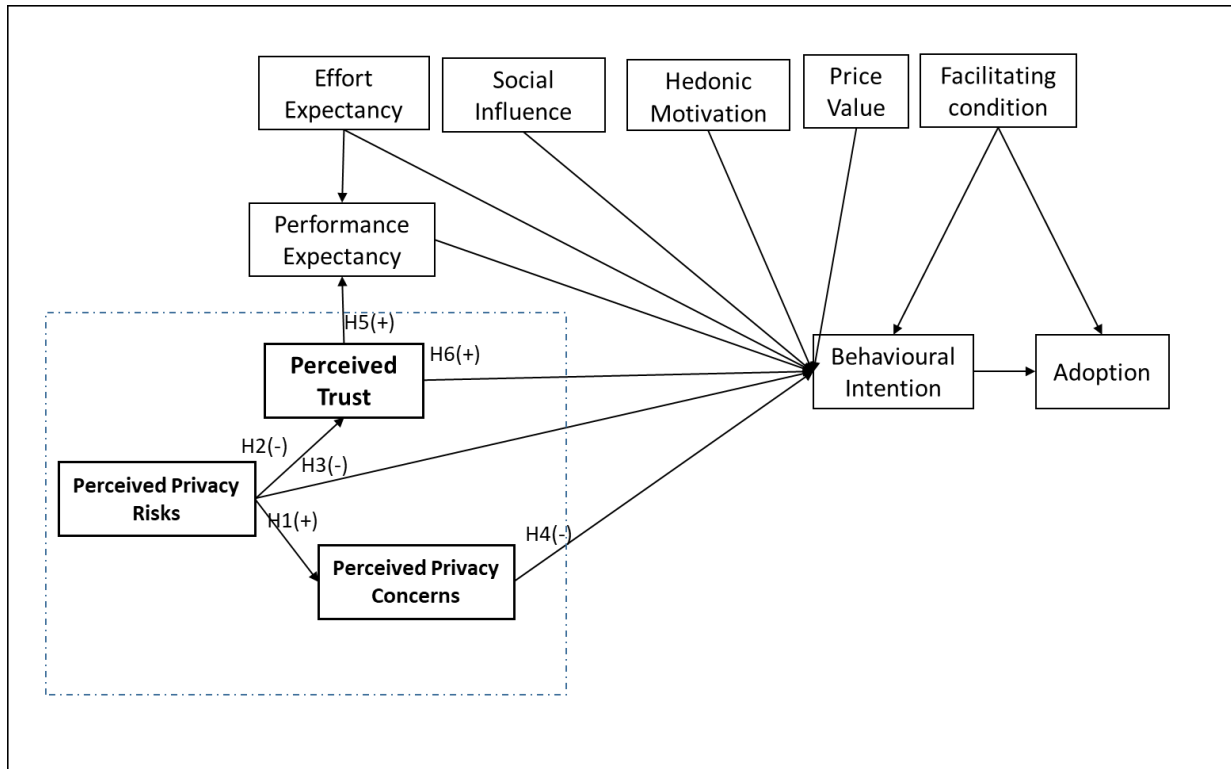 Effort
Expectancy
Social
Influence
Hedonic
Motivation
Price
Value
Facilitating
condition
Performance
Expectancy
H5(+)
Perceived
Trust
H6(+)
Behavioural
Intention
Adoption
H2(-)
H3(-)
Perceived Privacy
Risks
H1(+)
H4(-)
Perceived Privacy
Concerns